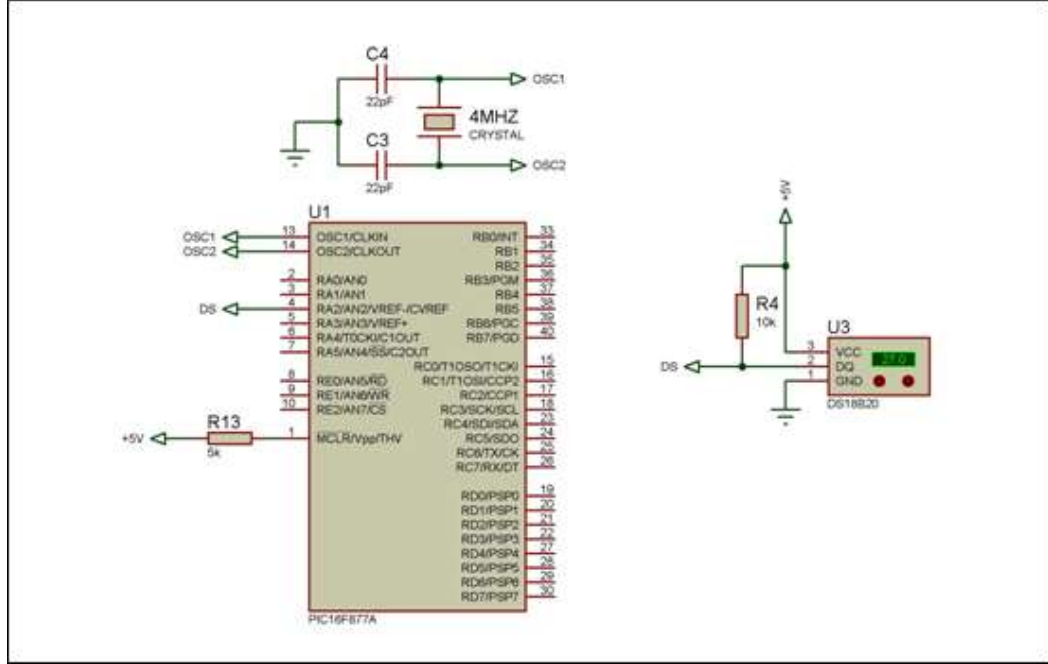 C4
22pF
OSC1
4MHZ
CRYSTAL
C3
22pF
OSC2
U1
OSC1 13 OSC1/CLKIN
OSC2 14 OSC2/CLKOUT
2 RA0/AN0
3 RA1/AN1
DS 4 RA2/AN2/VREF-/CVREF
5 RA3/AN3/VREF+
6 RA4/T0CKI/C1OUT
7 RA5/AN4/SS/C2OUT
8 RE0/AN5/RD
9 RE1/AN6/WR
10 RE2/AN7/CS
R13
+5V 5k 1 MCLR/Vpp/THV
RB0/INT 33
RB1 34
RB2 35
RB3/PGM 36
RB4 37
RB5 38
RB6/PGC 39
RB7/PGD 40
RC0/T1OSO/T1CKI 15
RC1/T1OSI/CCP2 16
RC2/CCP1 17
RC3/SCK/SCL 18
RC4/SDI/SDA 23
RC5/SDO 24
RC6/TX/CK 25
RC7/RX/DT 26
RD0/PSP0 19
RD1/PSP1 20
RD2/PSP2 21
RD3/PSP3 22
RD4/PSP4 27
RD5/PSP5 28
RD6/PSP6 29
RD7/PSP7 30
PIC16F877A
+5V
R4
10k
U3
3 VCC
DS 2 DQ
1 GND
27.0
DS18B20